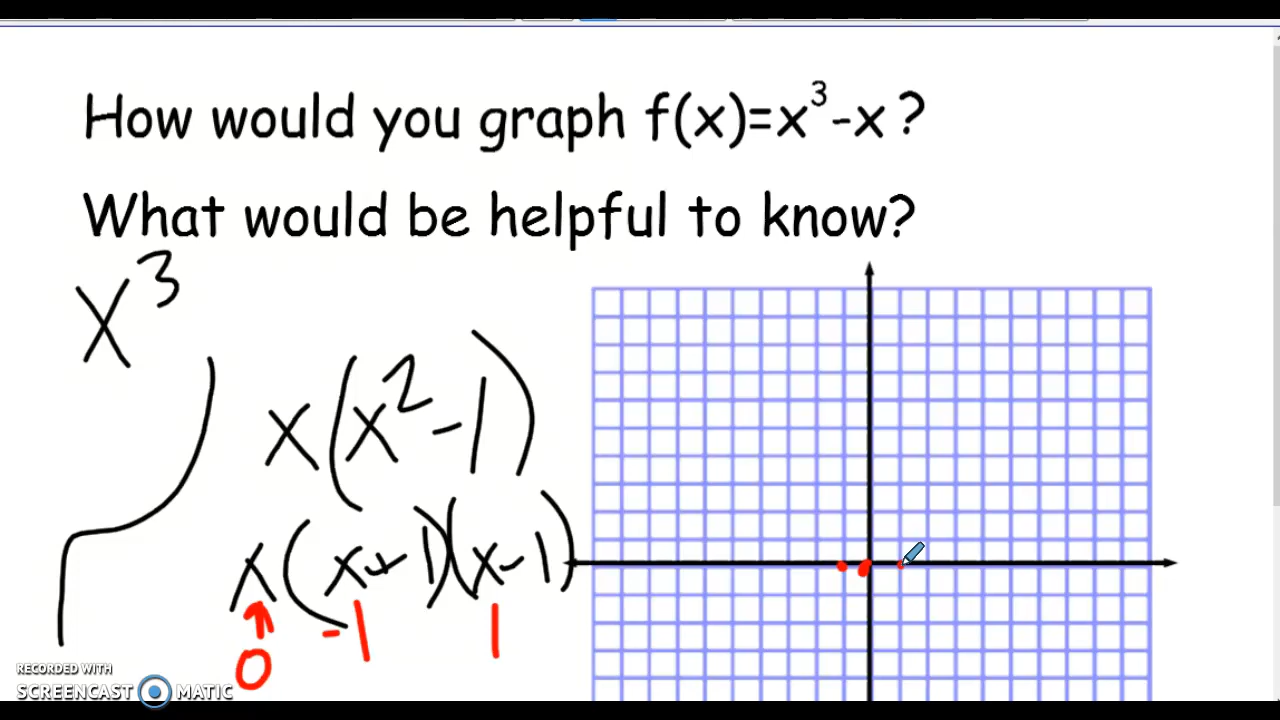 How would you graph f(x)=x³-x?
What would be helpful to know?
x³
x(x²-1)
x(x+1)(x-1)
0 -1 1
RECORDED WITH
SCREENCAST MATIC